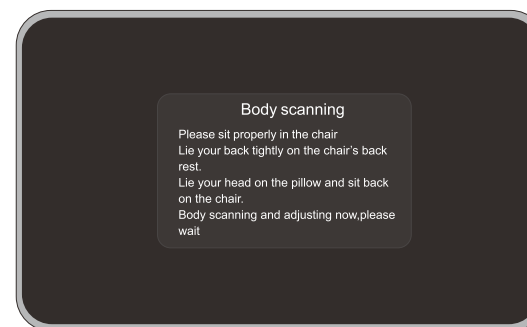 Body scanning
Please sit properly in the chair
Lie your back tightly on the chair's back
rest.
Lie your head on the pillow and sit back
on the chair.
Body scanning and adjusting now,please
wait